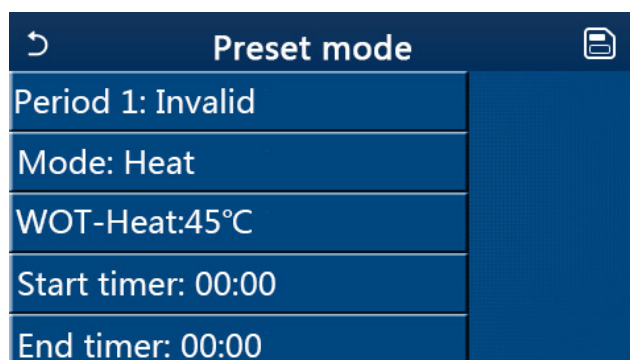 Preset mode
Period 1: Invalid
Mode: Heat
WOT-Heat:45℃
Start timer: 00:00
End timer: 00:00